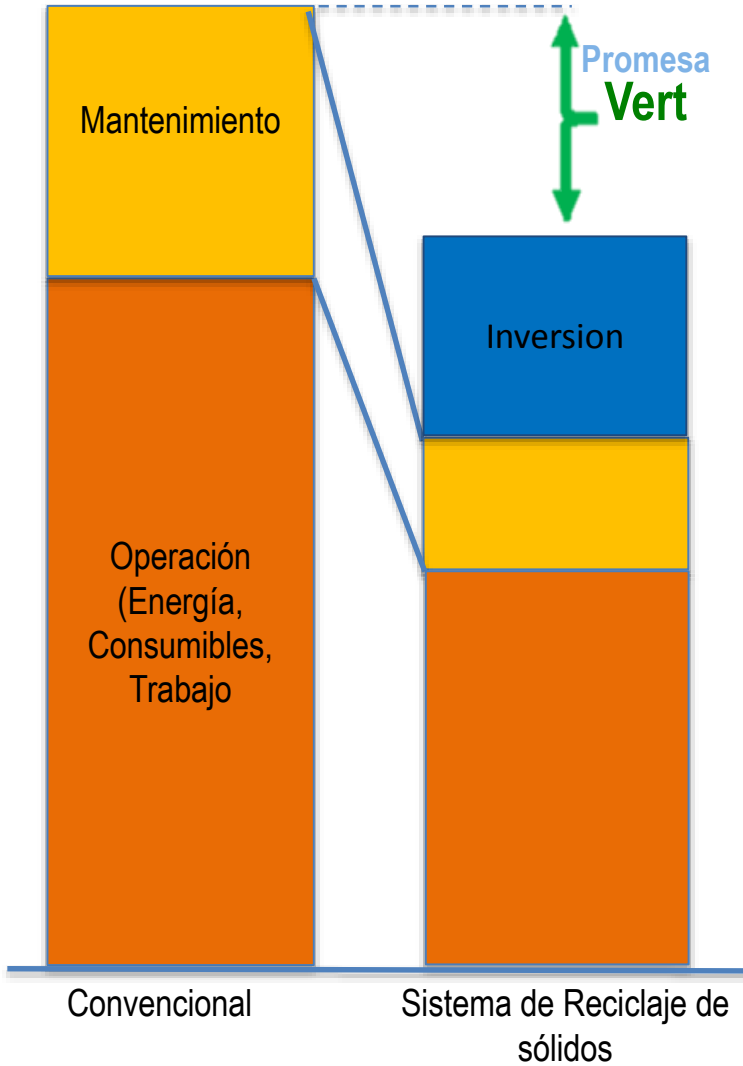 Promesa
Vert
Mantenimiento
Inversion
Operación
(Energía,
Consumibles,
Trabajo
Convencional
Sistema de Reciclaje de
sólidos